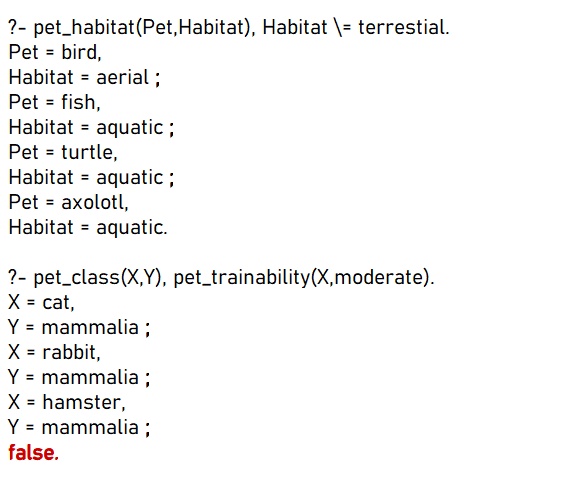 ?- pet_habitat(Pet,Habitat), Habitat \= terrestial.
Pet = bird,
Habitat = aerial ;
Pet = fish,
Habitat = aquatic ;
Pet = turtle,
Habitat = aquatic ;
Pet = axolotl,
Habitat = aquatic.
?- pet_class(X,Y), pet_trainability(X,moderate).
X = cat,
Y = mammalia ;
X = rabbit,
Y = mammalia ;
X = hamster,
Y = mammalia ;
false.